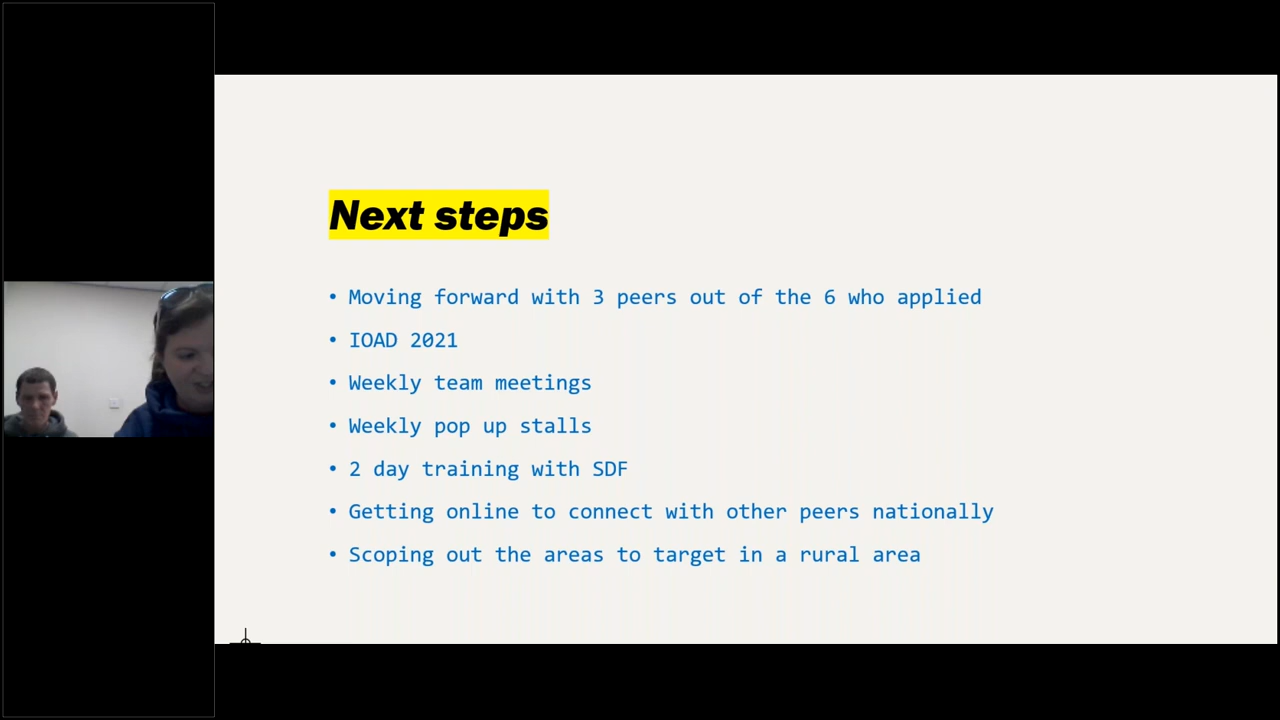 Next steps
• Moving forward with 3 peers out of the 6 who applied
• IOAD 2021
• Weekly team meetings
• Weekly pop up stalls
• 2 day training with SDF
• Getting online to connect with other peers nationally
• Scoping out the areas to target in a rural area